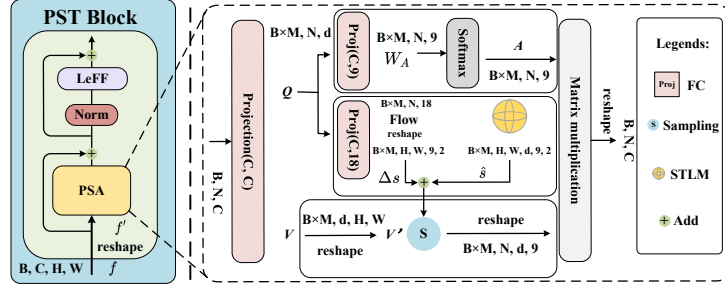 PST Block
LeFF
Norm
PSA
f'
reshape
B, C, H, W
f
B, N, C
Projection(C, C)
B×M, N, d
Q
Proj(C,9)
B×M, N, 9
W_A
Softmax
A
B×M, N, 9
Proj(C,18)
B×M, N, 18
Flow
reshape
B×M, H, W, 9, 2
B×M, H, W, d, 9, 2
Δs
ŝ
V
B×M, d, H, W
reshape
V'
S
reshape
B×M, N, d, 9
Matrix multiplication
reshape
B, N, C
Legends:
Proj FC
S Sampling
STLM
Add